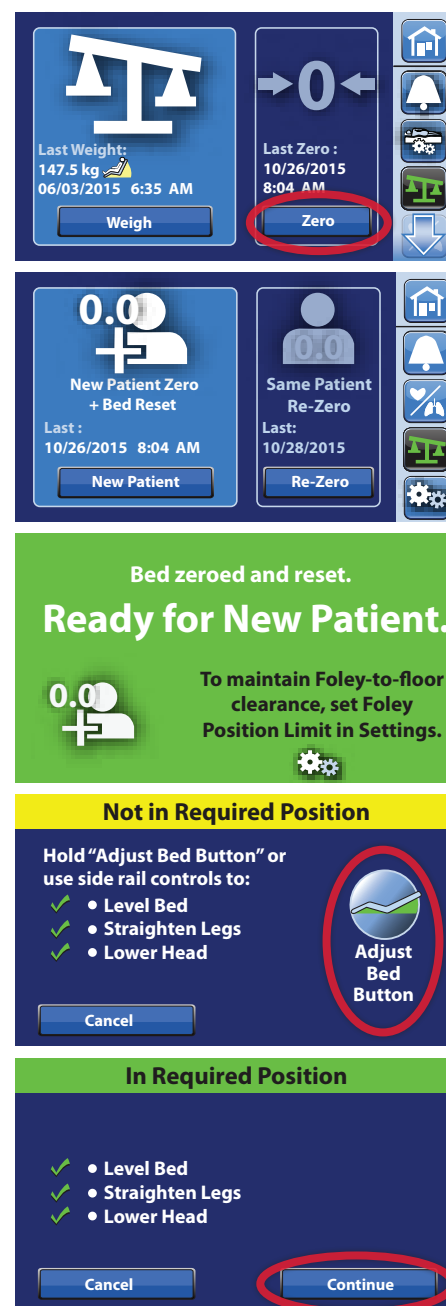 →0←
Last Weight:
147.5 kg
06/03/2015 6:35 AM
Weigh
Last Zero :
10/26/2015
8:04 AM
Zero
0.0
New Patient Zero
+ Bed Reset
Last :
10/26/2015 8:04 AM
New Patient
0.0
Same Patient
Re-Zero
Last:
10/28/2015
Re-Zero
Bed zeroed and reset.
Ready for New Patient.
0.0
To maintain Foley-to-floor
clearance, set Foley
Position Limit in Settings.
Not in Required Position
Hold “Adjust Bed Button” or
use side rail controls to:
• Level Bed
• Straighten Legs
• Lower Head
Adjust
Bed
Button
Cancel
In Required Position
• Level Bed
• Straighten Legs
• Lower Head
Cancel
Continue